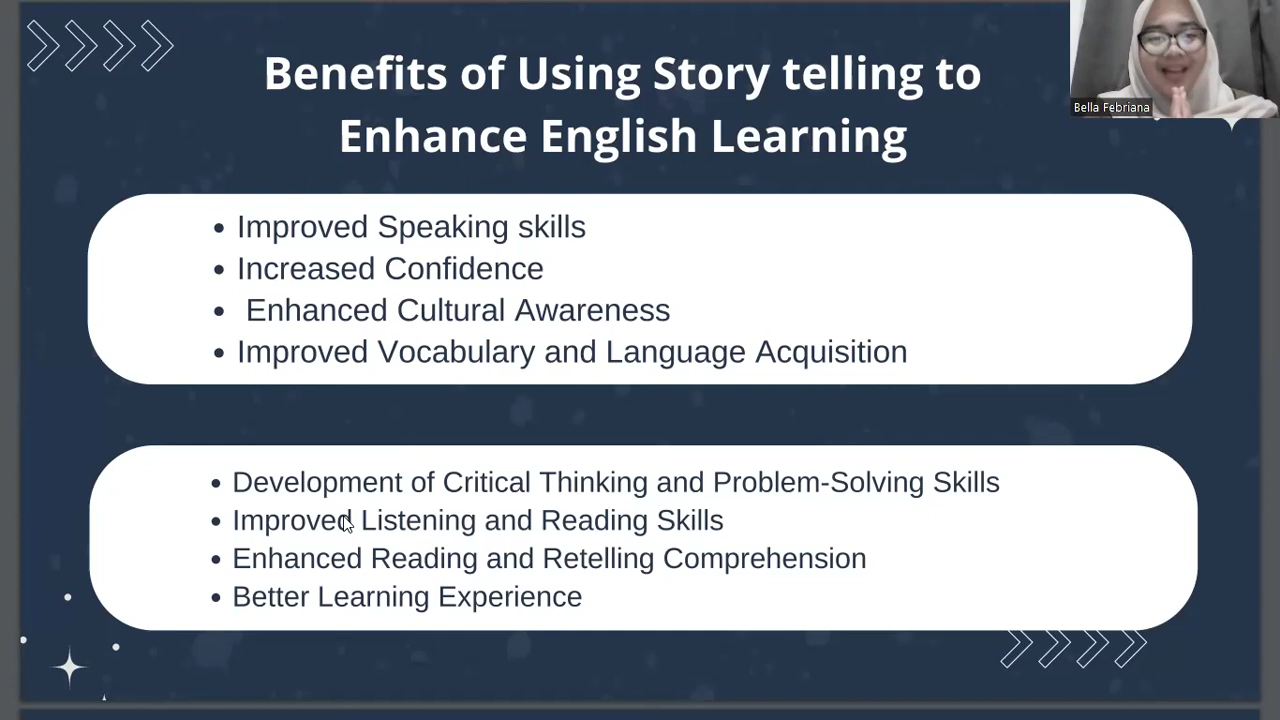 Benefits of Using Story telling to
Enhance English Learning
Bella Febriana
• Improved Speaking skills
• Increased Confidence
• Enhanced Cultural Awareness
• Improved Vocabulary and Language Acquisition
• Development of Critical Thinking and Problem-Solving Skills
• Improved Listening and Reading Skills
• Enhanced Reading and Retelling Comprehension
• Better Learning Experience